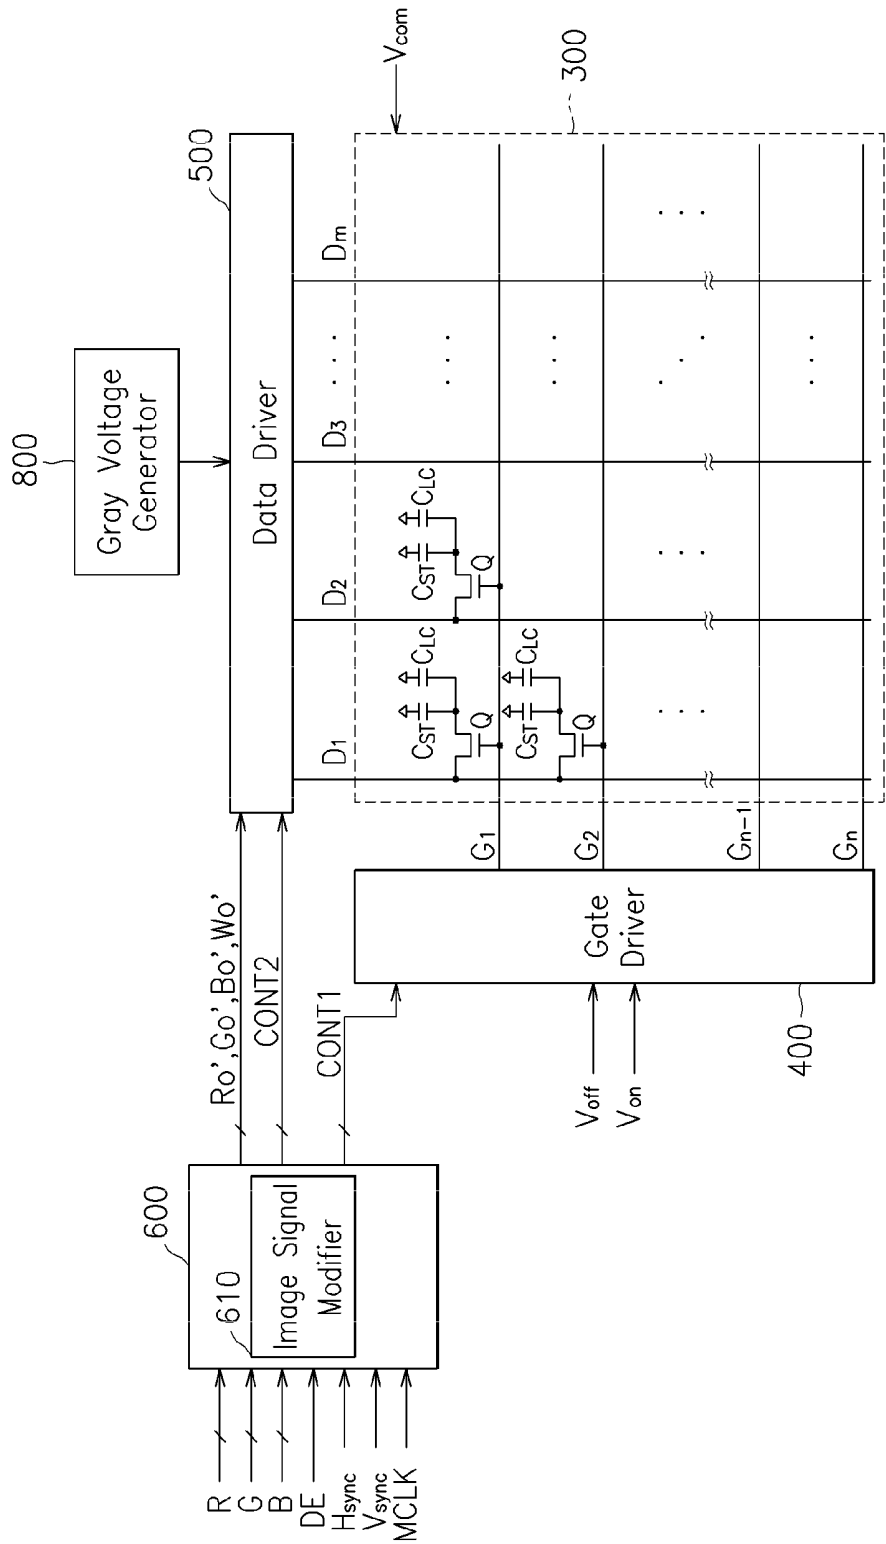 800
Gray Voltage
Generator
500
Data Driver
600
610
Image Signal
Modifier
R
G
B
DE
Hsync
Vsync
MCLK
Ro',Go',Bo',Wo'
CONT2
CONT1
Voff
Von
400
Gate
Driver
D1
D2
D3
Dm
G1
G2
Gn-1
Gn
CST
CLC
Q
CST
CLC
Q
CST
CLC
Q
Vcom
300